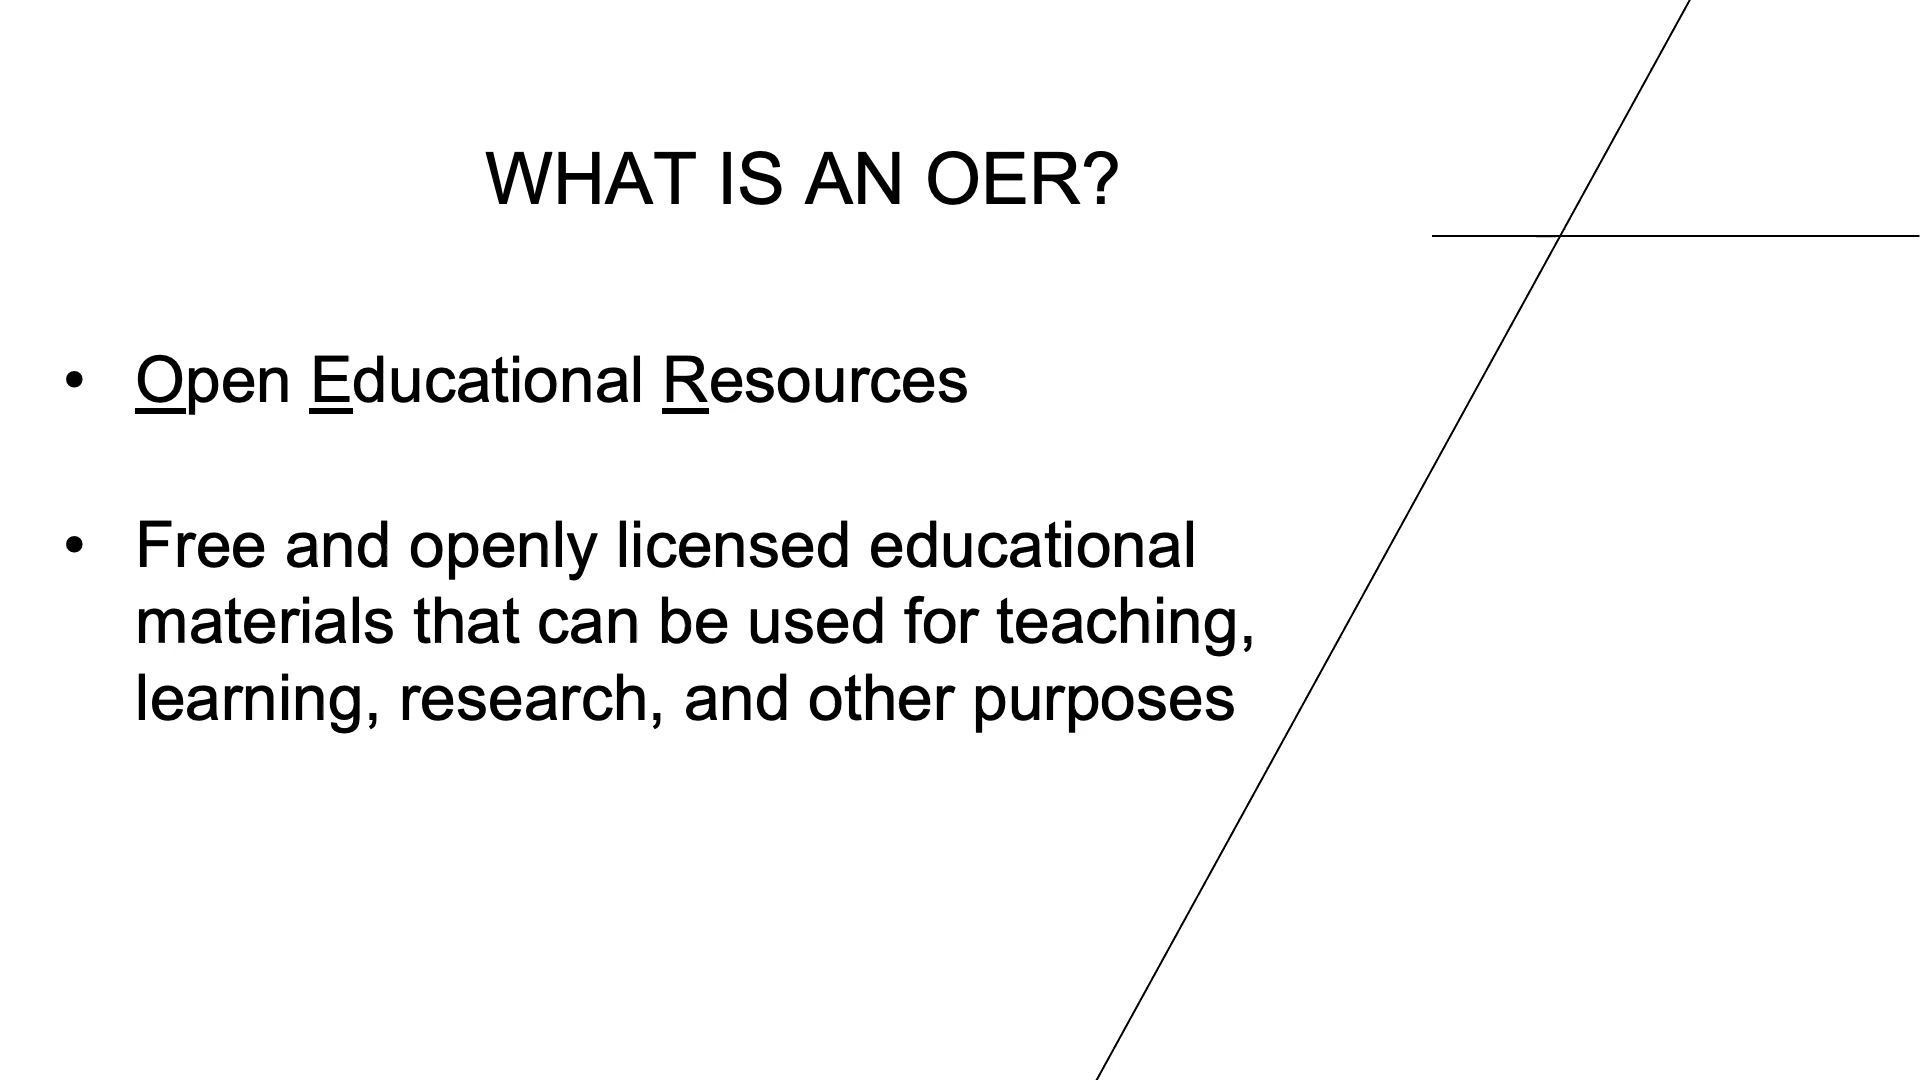 WHAT IS AN OER?
• Open Educational Resources
• Free and openly licensed educational
materials that can be used for teaching,
learning, research, and other purposes